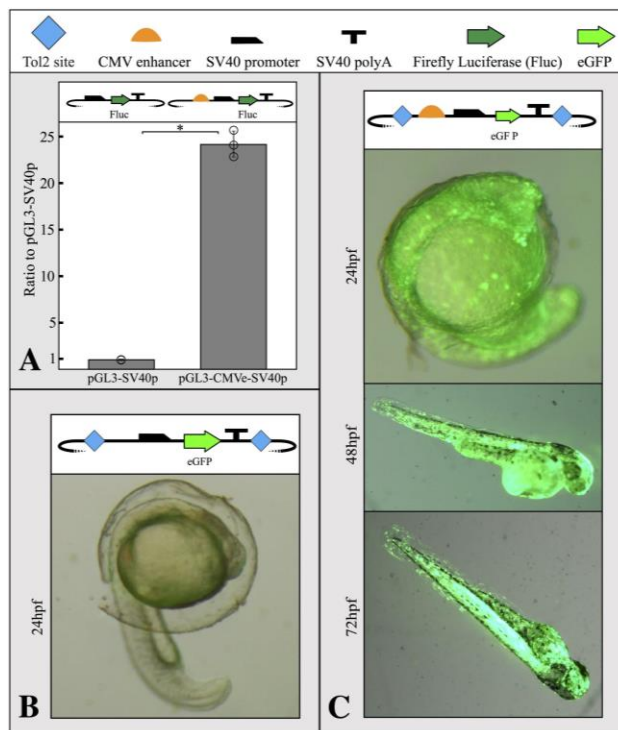 Tol2 site CMV enhancer SV40 promoter SV40 polyA Firefly Luciferase (Fluc) eGFP
Fluc Fluc
*
25
20
15
10
5
1
Ratio to pGL3-SV40p
pGL3-SV40p pGL3-CMVe-SV40p
A
eGFP
24hpf
B
eGF P
24hpf
48hpf
72hpf
C